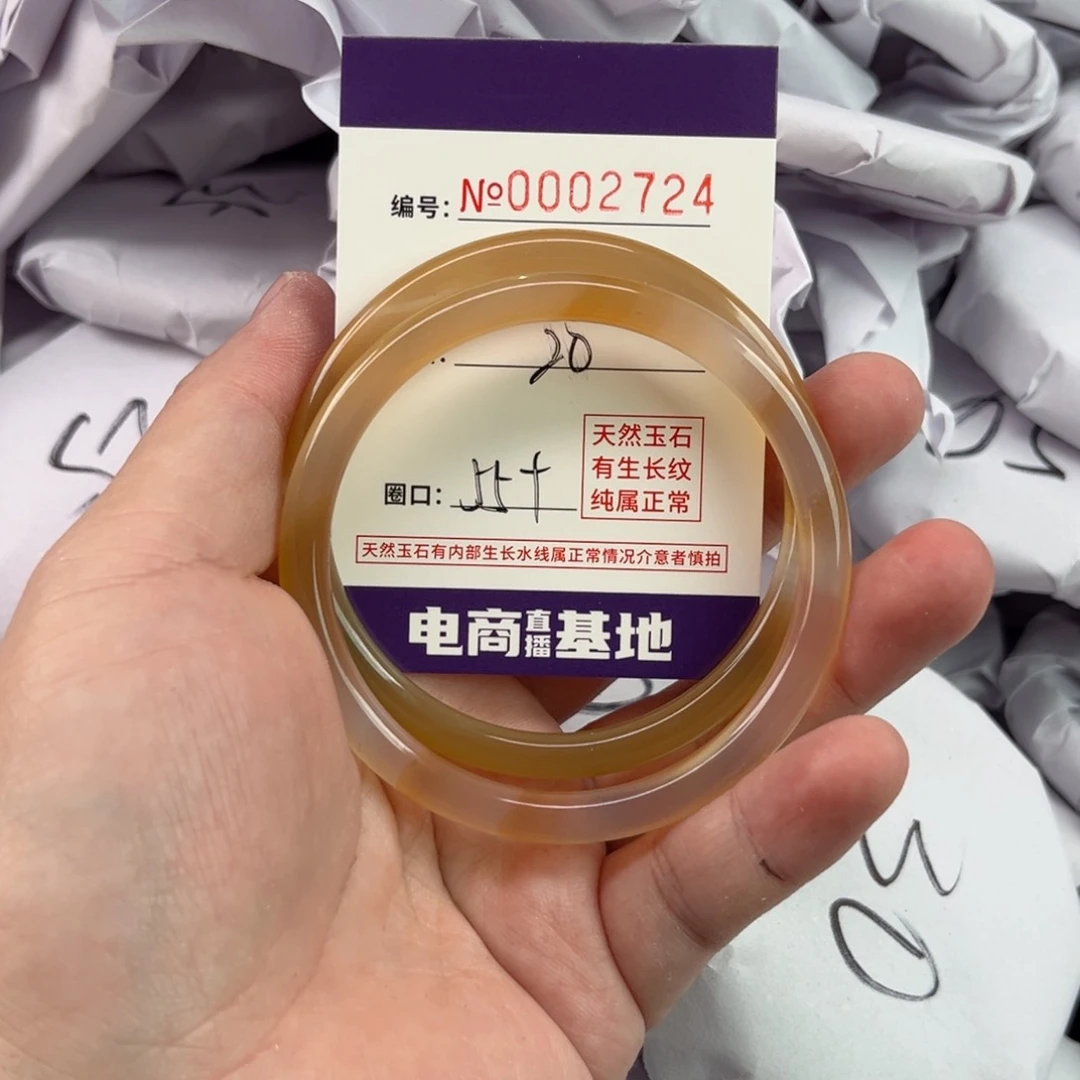 编号: №0002724
20
圈口: 55+
天然玉石
有生长纹
纯属正常
天然玉石有内部生长水线属正常情况介意者慎拍
电商直播基地
30